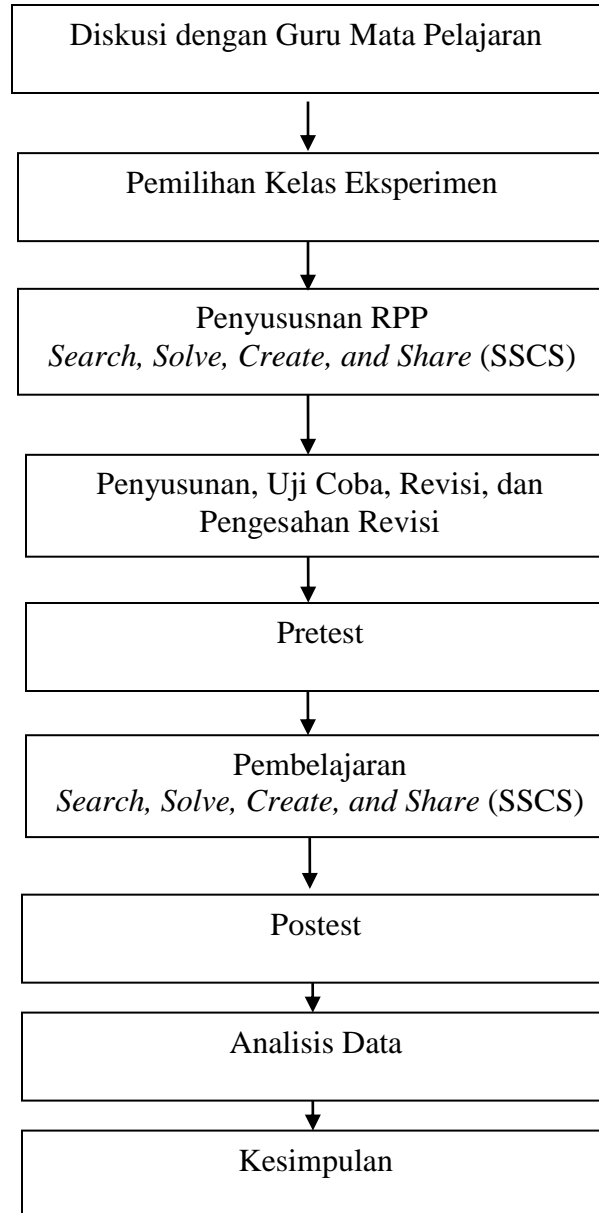 Diskusi dengan Guru Mata Pelajaran
Pemilihan Kelas Eksperimen
Penyususnan RPP
Search, Solve, Create, and Share (SSCS)
Penyusunan, Uji Coba, Revisi, dan
Pengesahan Revisi
Pretest
Pembelajaran
Search, Solve, Create, and Share (SSCS)
Postest
Analisis Data
Kesimpulan